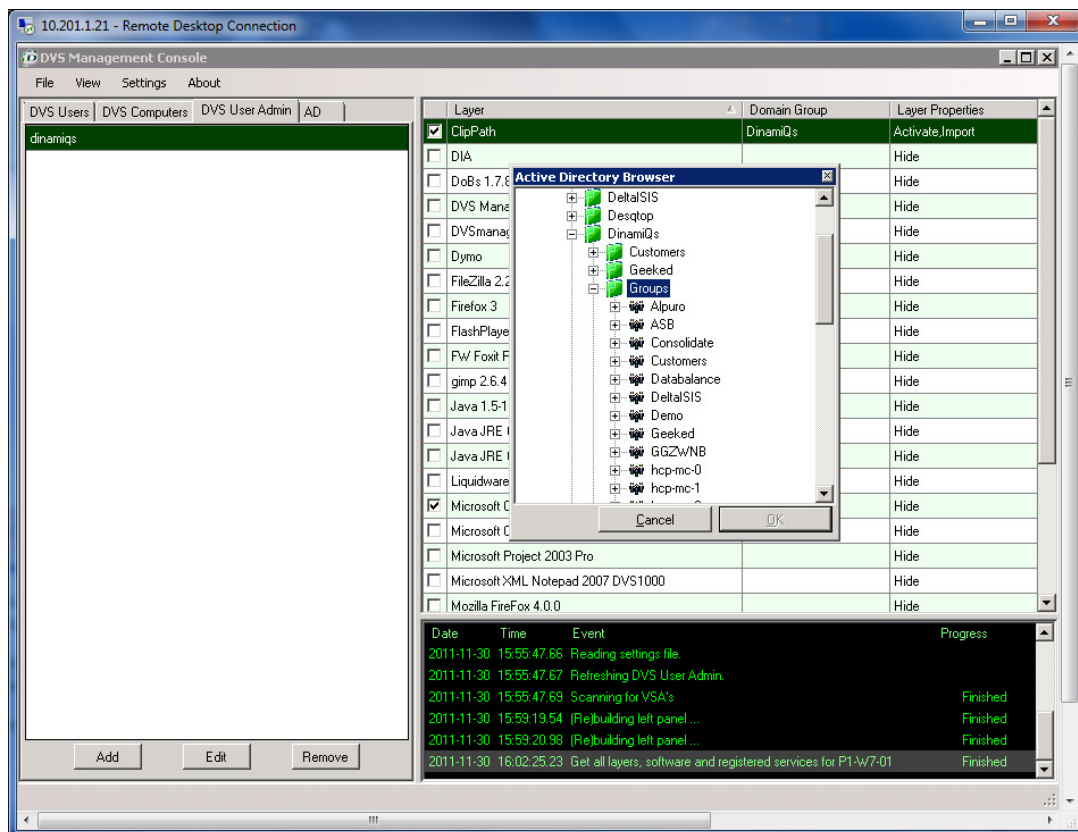 10.201.1.21 - Remote Desktop Connection
DVS Management Console
File View Settings About
DVS Users DVS Computers DVS User Admin AD
dinamiqs
Add Edit Remove
Layer Domain Group Layer Properties
ClipPath DinamiQs Activate,Import
DIA Hide
DoBs 1.7.8 Hide
DVS Mana Hide
DVSmanag Hide
Dymo Hide
FileZilla 2.2 Hide
Firefox 3 Hide
FlashPlaye Hide
FW Foxit Hide
gimp 2.6.4 Hide
Java 1.5-1 Hide
Java JRE Hide
Java JRE Hide
Liquidware Hide
Microsoft Hide
Microsoft Hide
Microsoft Project 2003 Pro Hide
Microsoft XML Notepad 2007 DVS1000 Hide
Mozilla FireFox 4.0.0 Hide
Active Directory Browser
DeltaISIS
Desqtop
DinamiQs
Customers
Geeked
Groups
Alpuro
ASB
Consolidate
Customers
Databalance
DeltaISIS
Demo
Geeked
GGZWNB
hcp-mc-0
hcp-mc-1
Cancel OK
Date Time Event Progress
2011-11-30 15:55:47.66 Reading settings file.
2011-11-30 15:55:47.67 Refreshing DVS User Admin.
2011-11-30 15:55:47.69 Scanning for VSA's Finished
2011-11-30 15:59:19.54 (Re)building left panel ... Finished
2011-11-30 15:59:20.98 (Re)building left panel ... Finished
2011-11-30 16:02:25.23 Get all layers, software and registered services for P1-W7-01 Finished